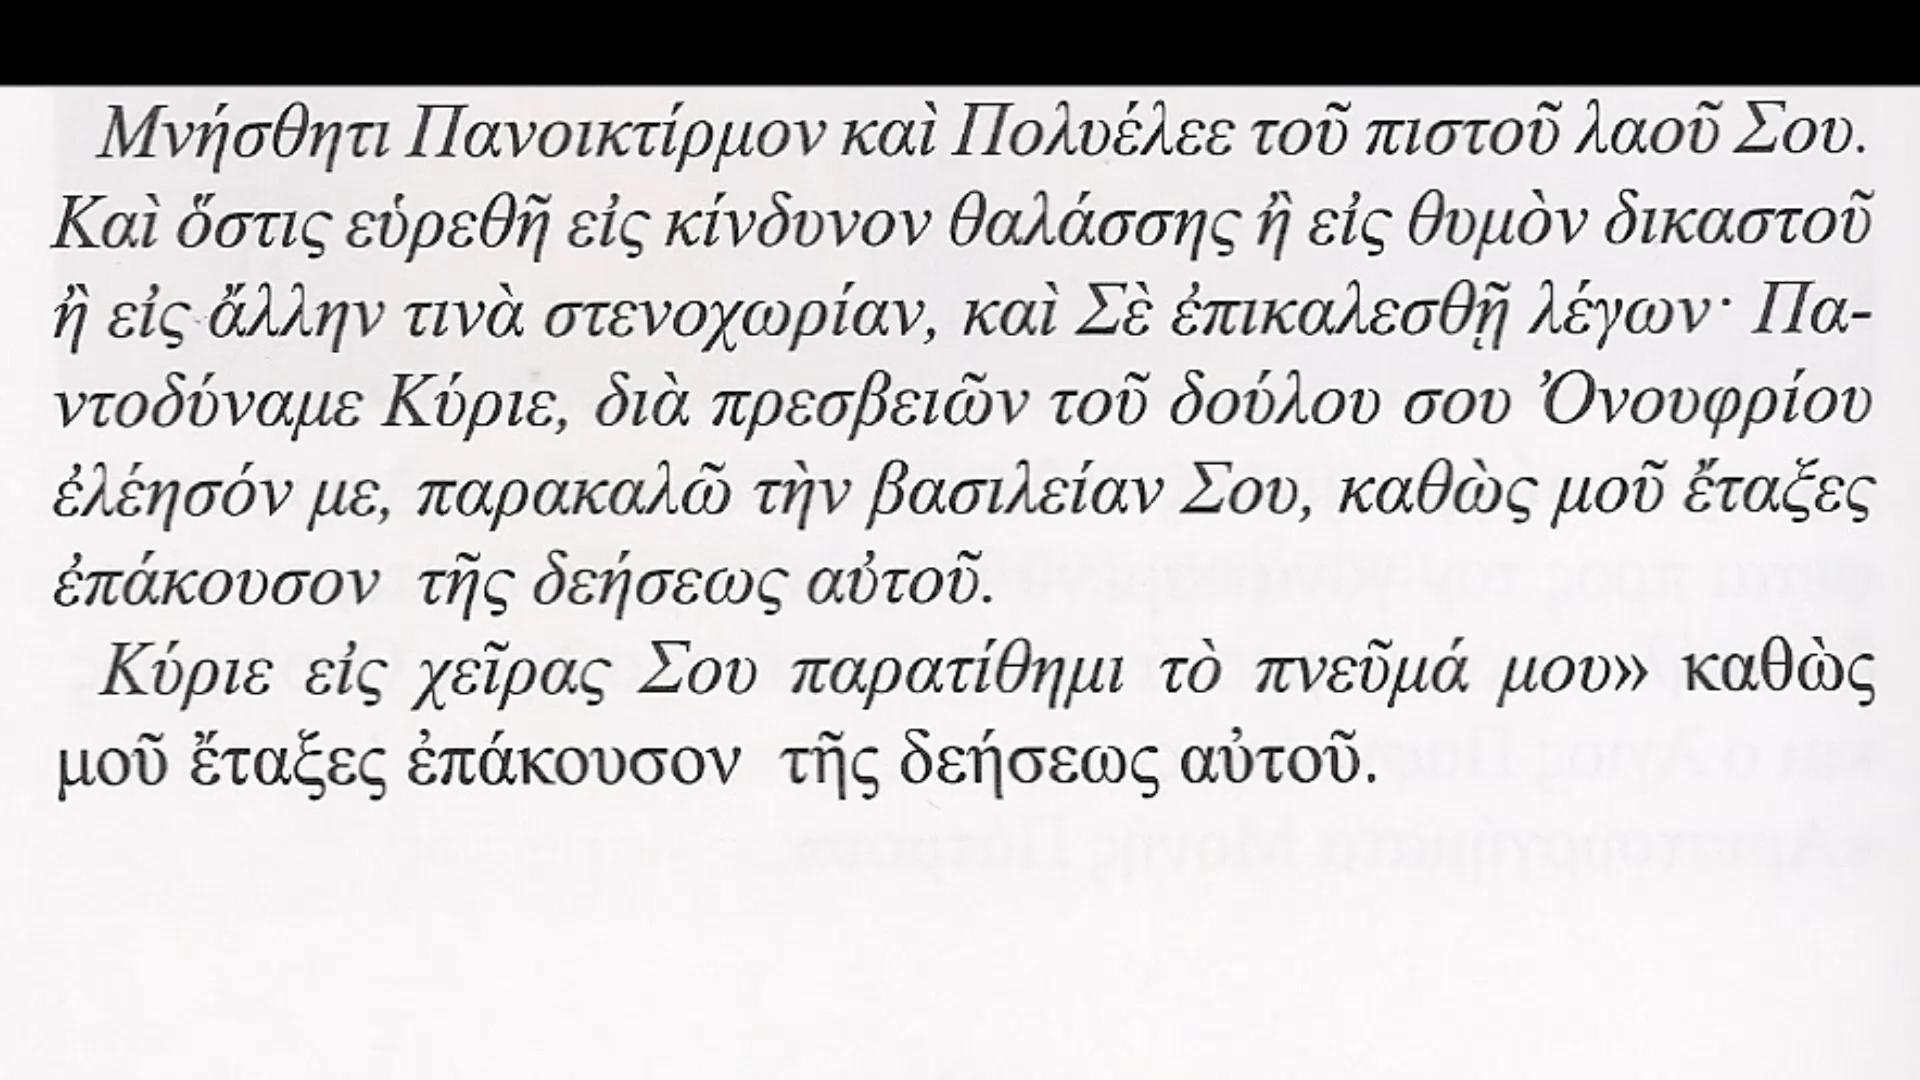 Μνήσθητι Πανοικτίρμον καὶ Πολυέλεε τοῦ πιστοῦ λαοῦ Σου.
Καὶ ὅστις εὑρεθῆ εἰς κίνδυνον θαλάσσης ἢ εἰς θυμὸν δικαστοῦ
ἢ εἰς ἄλλην τινὰ στενοχωρίαν, καὶ Σὲ ἐπικαλεσθῇ λέγων· Πα-
ντοδύναμε Κύριε, διὰ πρεσβειῶν τοῦ δούλου σου Ὀνουφρίου
ἐλέησόν με, παρακαλῶ τὴν βασιλείαν Σου, καθὼς μοῦ ἔταξες
ἐπάκουσον τῆς δεήσεως αὐτοῦ.
Κύριε εἰς χεῖρας Σου παρατίθημι τὸ πνεῦμά μου» καθὼς
μοῦ ἔταξες ἐπάκουσον τῆς δεήσεως αὐτοῦ.